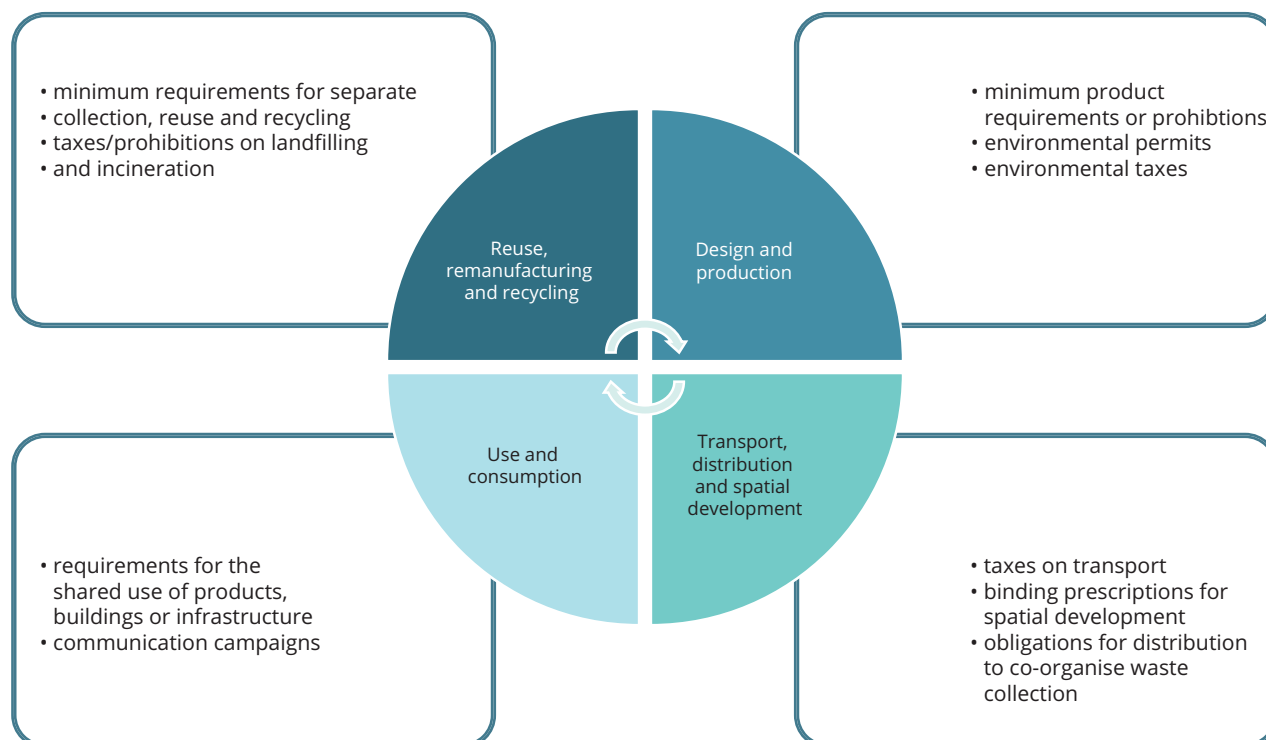 • minimum requirements for separate
• collection, reuse and recycling
• taxes/prohibitions on landfilling
• and incineration
• minimum product
requirements or prohibtions
• environmental permits
• environmental taxes
Reuse,
remanufacturing
and recycling
Design and
production
Use and
consumption
Transport,
distribution
and spatial
development
• requirements for the
shared use of products,
buildings or infrastructure
• communication campaigns
• taxes on transport
• binding prescriptions for
spatial development
• obligations for distribution
to co-organise waste
collection